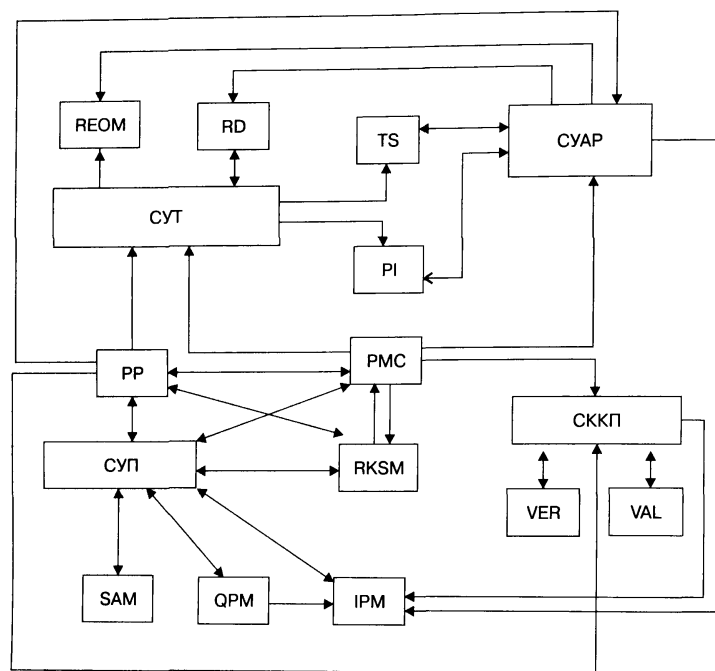 REOM
RD
TS
СУАР
СУТ
PI
PP
PMC
СККП
СУП
RKSM
VER
VAL
SAM
QPM
IPM